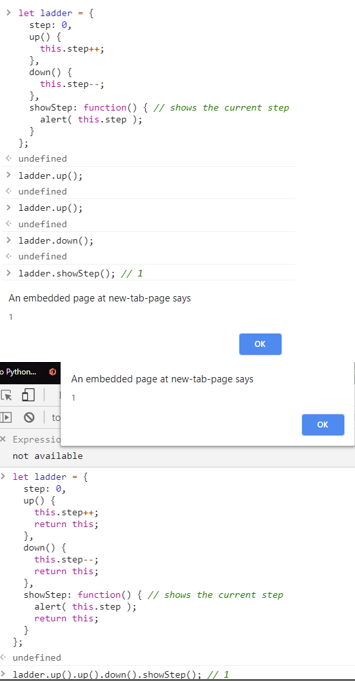 let ladder = {
step: 0,
up() {
this.step++;
},
down() {
this.step--;
},
showStep: function() { // shows the current step
alert( this.step );
}
};
undefined
ladder.up();
undefined
ladder.up();
undefined
ladder.down();
undefined
ladder.showStep(); // 1
An embedded page at new-tab-page says
1
OK
o Python...
An embedded page at new-tab-page says
1
OK
to
Expressio
not available
let ladder = {
step: 0,
up() {
this.step++;
return this;
},
down() {
this.step--;
return this;
},
showStep: function() { // shows the current step
alert( this.step );
return this;
}
};
undefined
ladder.up().up().down().showStep(); // 1